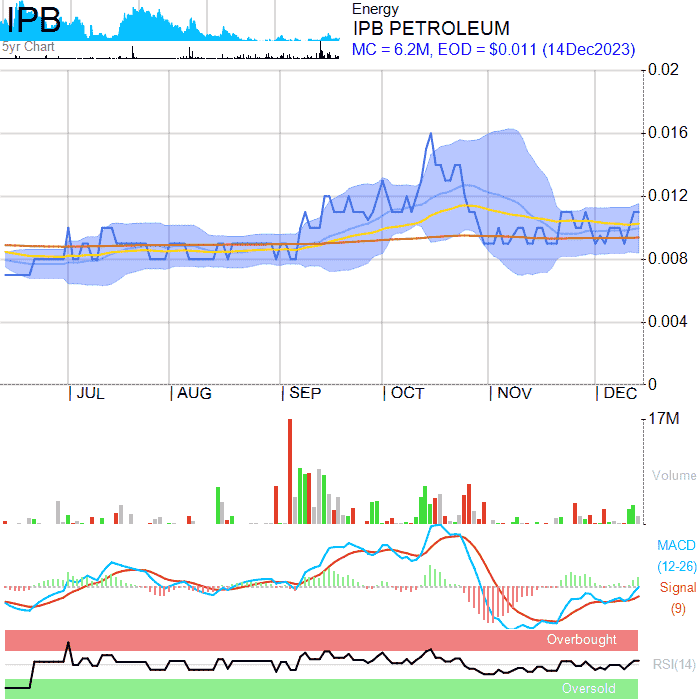 IPB
5yr Chart
Energy
IPB PETROLEUM
MC = 6.2M, EOD = $0.011 (14Dec2023)
0.02
0.016
0.012
0.008
0.004
0
| JUL | AUG | SEP | OCT | NOV | DEC
17M
Volume
MACD
(12-26)
Signal
(9)
Overbought
RSI(14)
Oversold